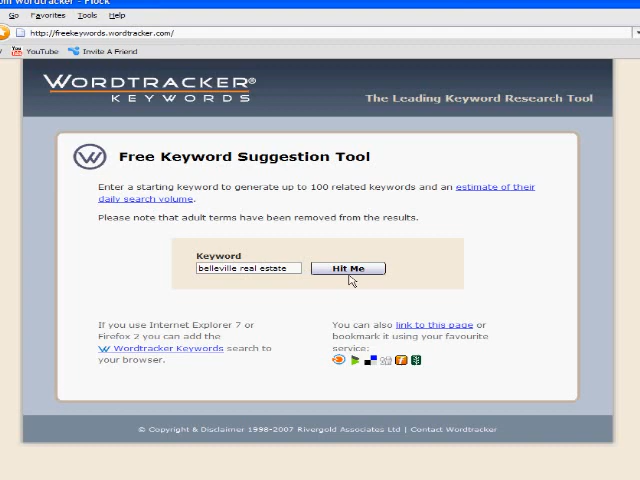 Wordtracker - Flock
Go Favorites Tools Help
http://freekeywords.wordtracker.com/
YouTube Invite A Friend
WORDTRACKER®
KEYWORDS
The Leading Keyword Research Tool
W Free Keyword Suggestion Tool
Enter a starting keyword to generate up to 100 related keywords and an estimate of their
daily search volume.
Please note that adult terms have been removed from the results.
Keyword
belleville real estate Hit Me
If you use Internet Explorer 7 or
Firefox 2 you can add the
W Wordtracker Keywords search to
your browser.
You can also link to this page or
bookmark it using your favourite
service:
© Copyright & Disclaimer 1998-2007 Rivergold Associates Ltd | Contact Wordtracker